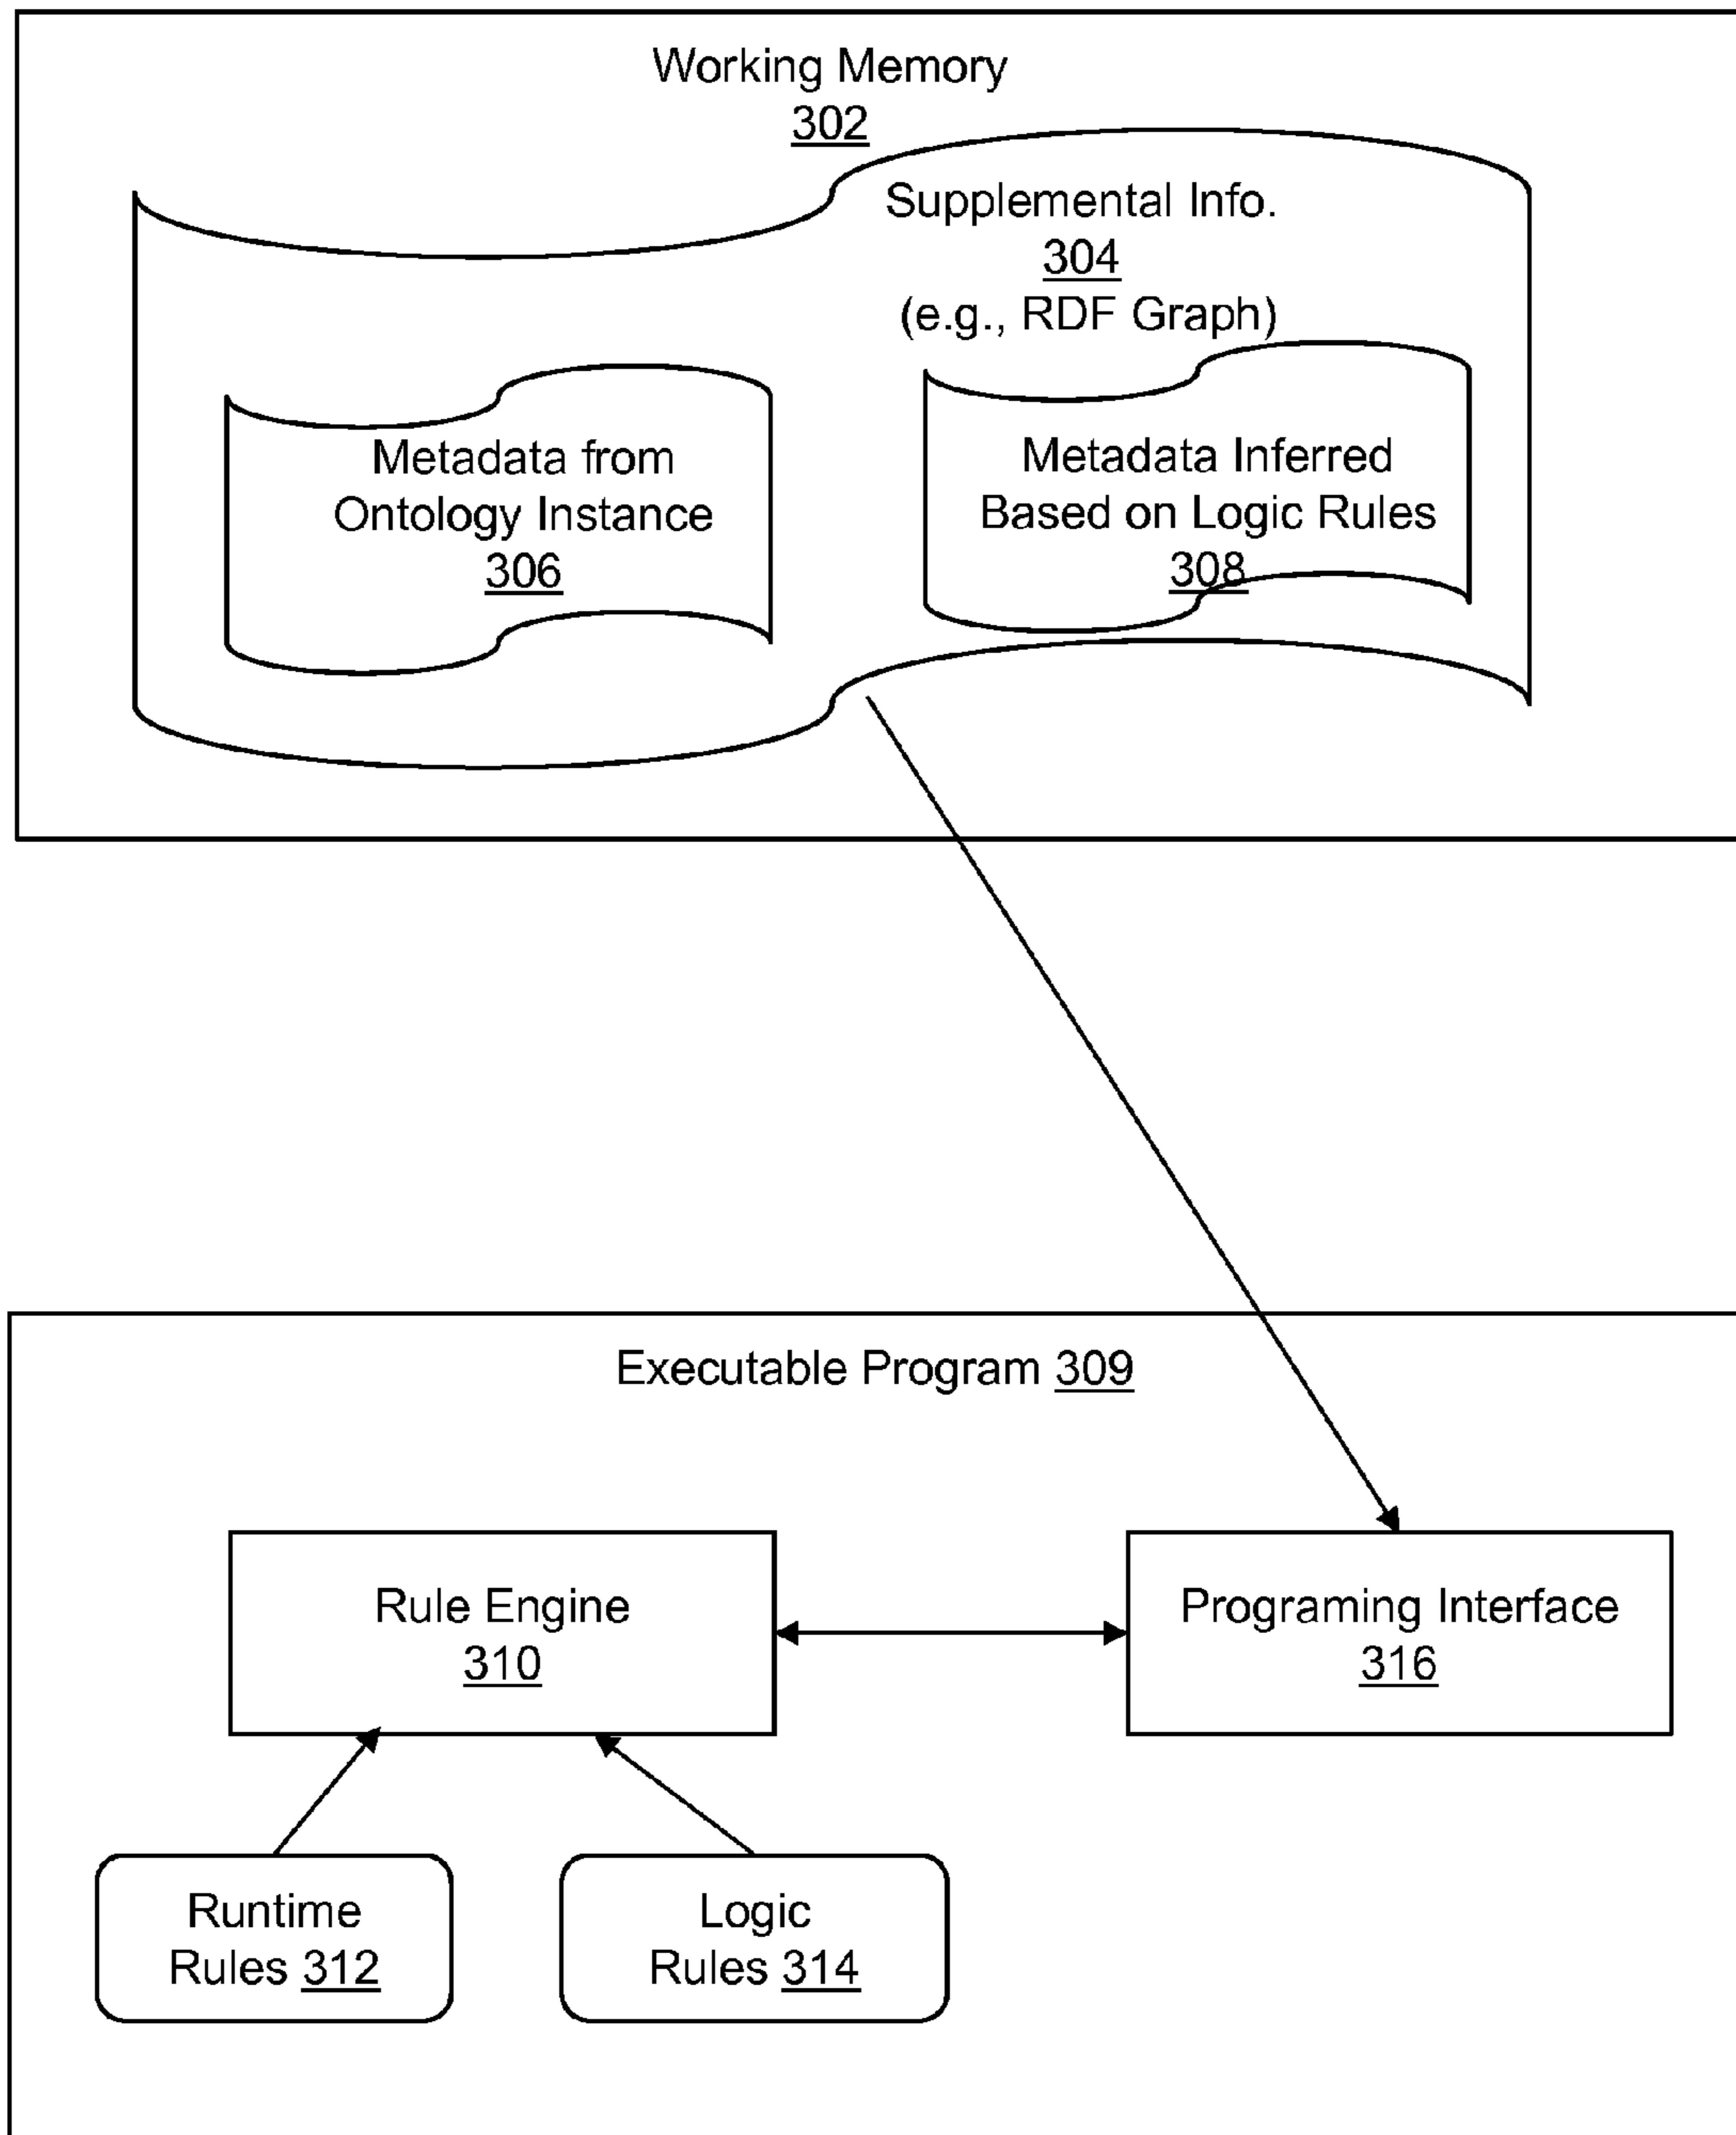 Working Memory
302
Supplemental Info.
304
(e.g., RDF Graph)
Metadata from
Ontology Instance
306
Metadata Inferred
Based on Logic Rules
308
Executable Program 309
Rule Engine
310
Programing Interface
316
Runtime
Rules 312
Logic
Rules 314